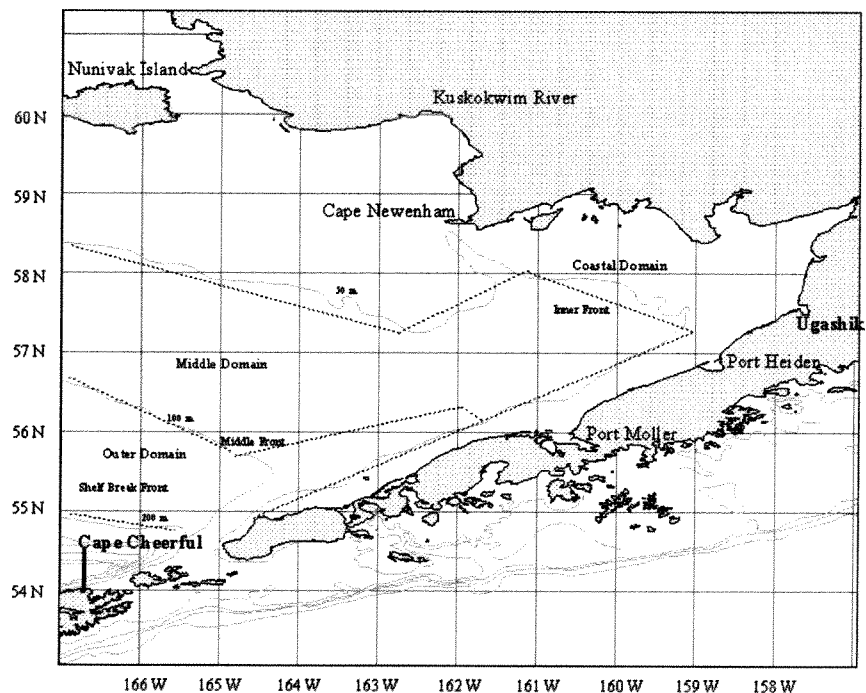 Nunivak Island
Kuskokwim River
60 N
59 N
Cape Newenham
58 N
Coastal Domain
50 m.
Inner Front
Ugashik
57 N
Middle Domain
Port Heiden
100 m.
56 N
Middle Front
Port Moller
Outer Domain
Shelf Break Front
55 N
200 m.
Cape Cheerful
54 N
166 W 165 W 164 W 163 W 162 W 161 W 160 W 159 W 158 W